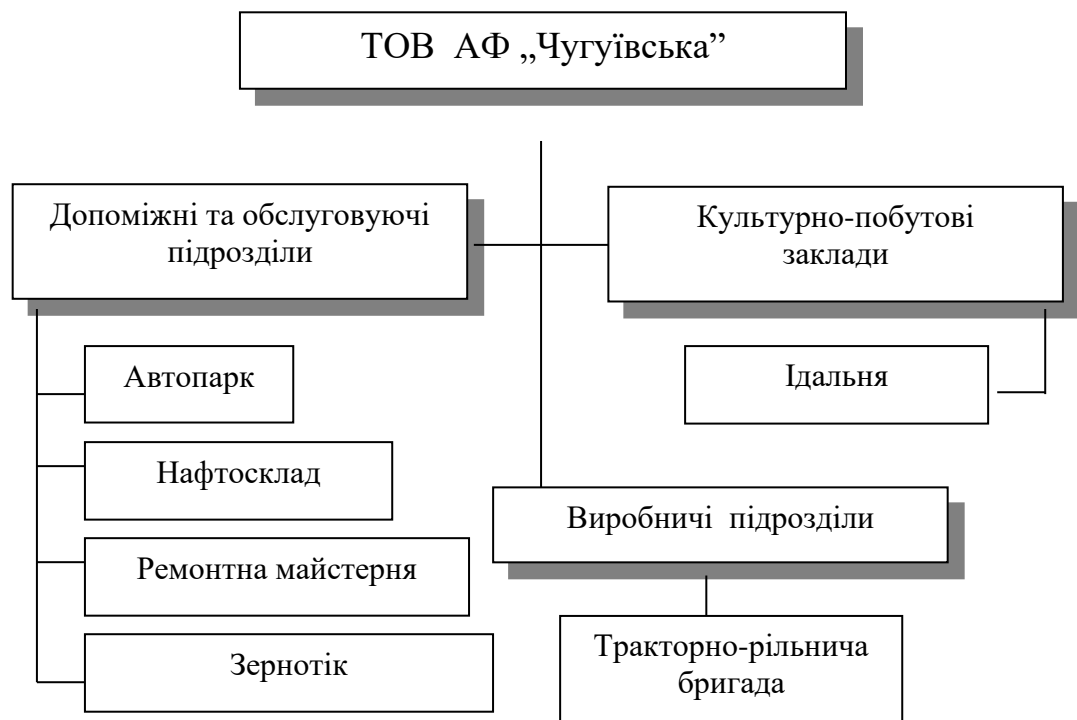 ТОВ АФ „Чугуївська”
Допоміжні та обслуговуючі
підрозділи
Культурно-побутові
заклади
Автопарк
Їдальня
Нафтосклад
Виробничі підрозділи
Ремонтна майстерня
Зернотік
Тракторно-рільнича
бригада